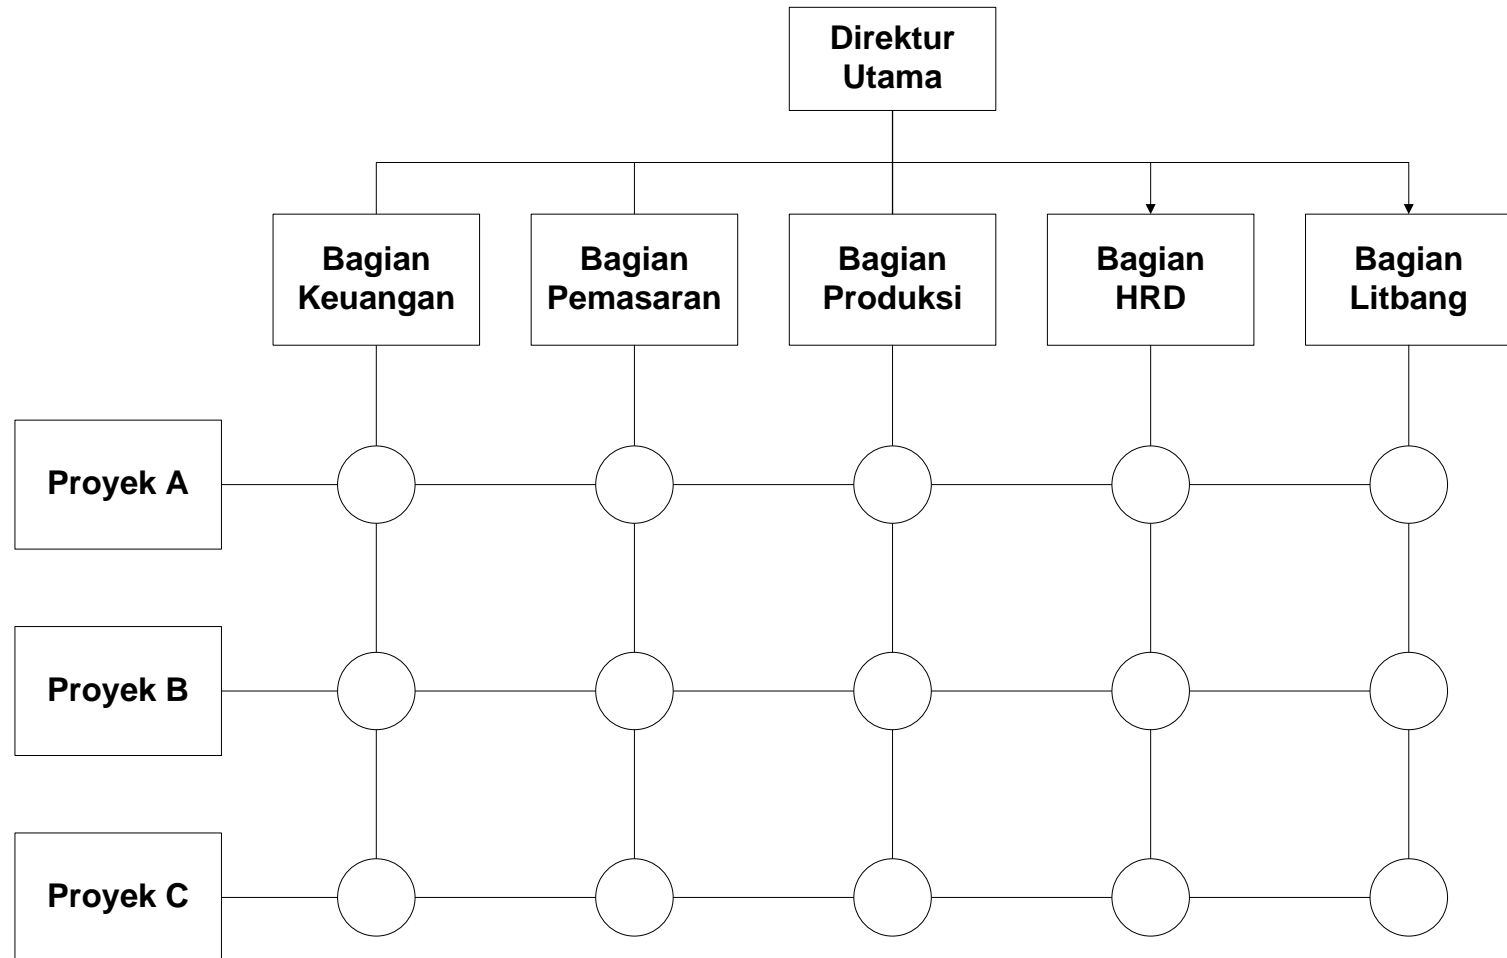 Direktur
Utama
Bagian
Keuangan
Bagian
Pemasaran
Bagian
Produksi
Bagian
HRD
Bagian
Litbang
Proyek A
Proyek B
Proyek C